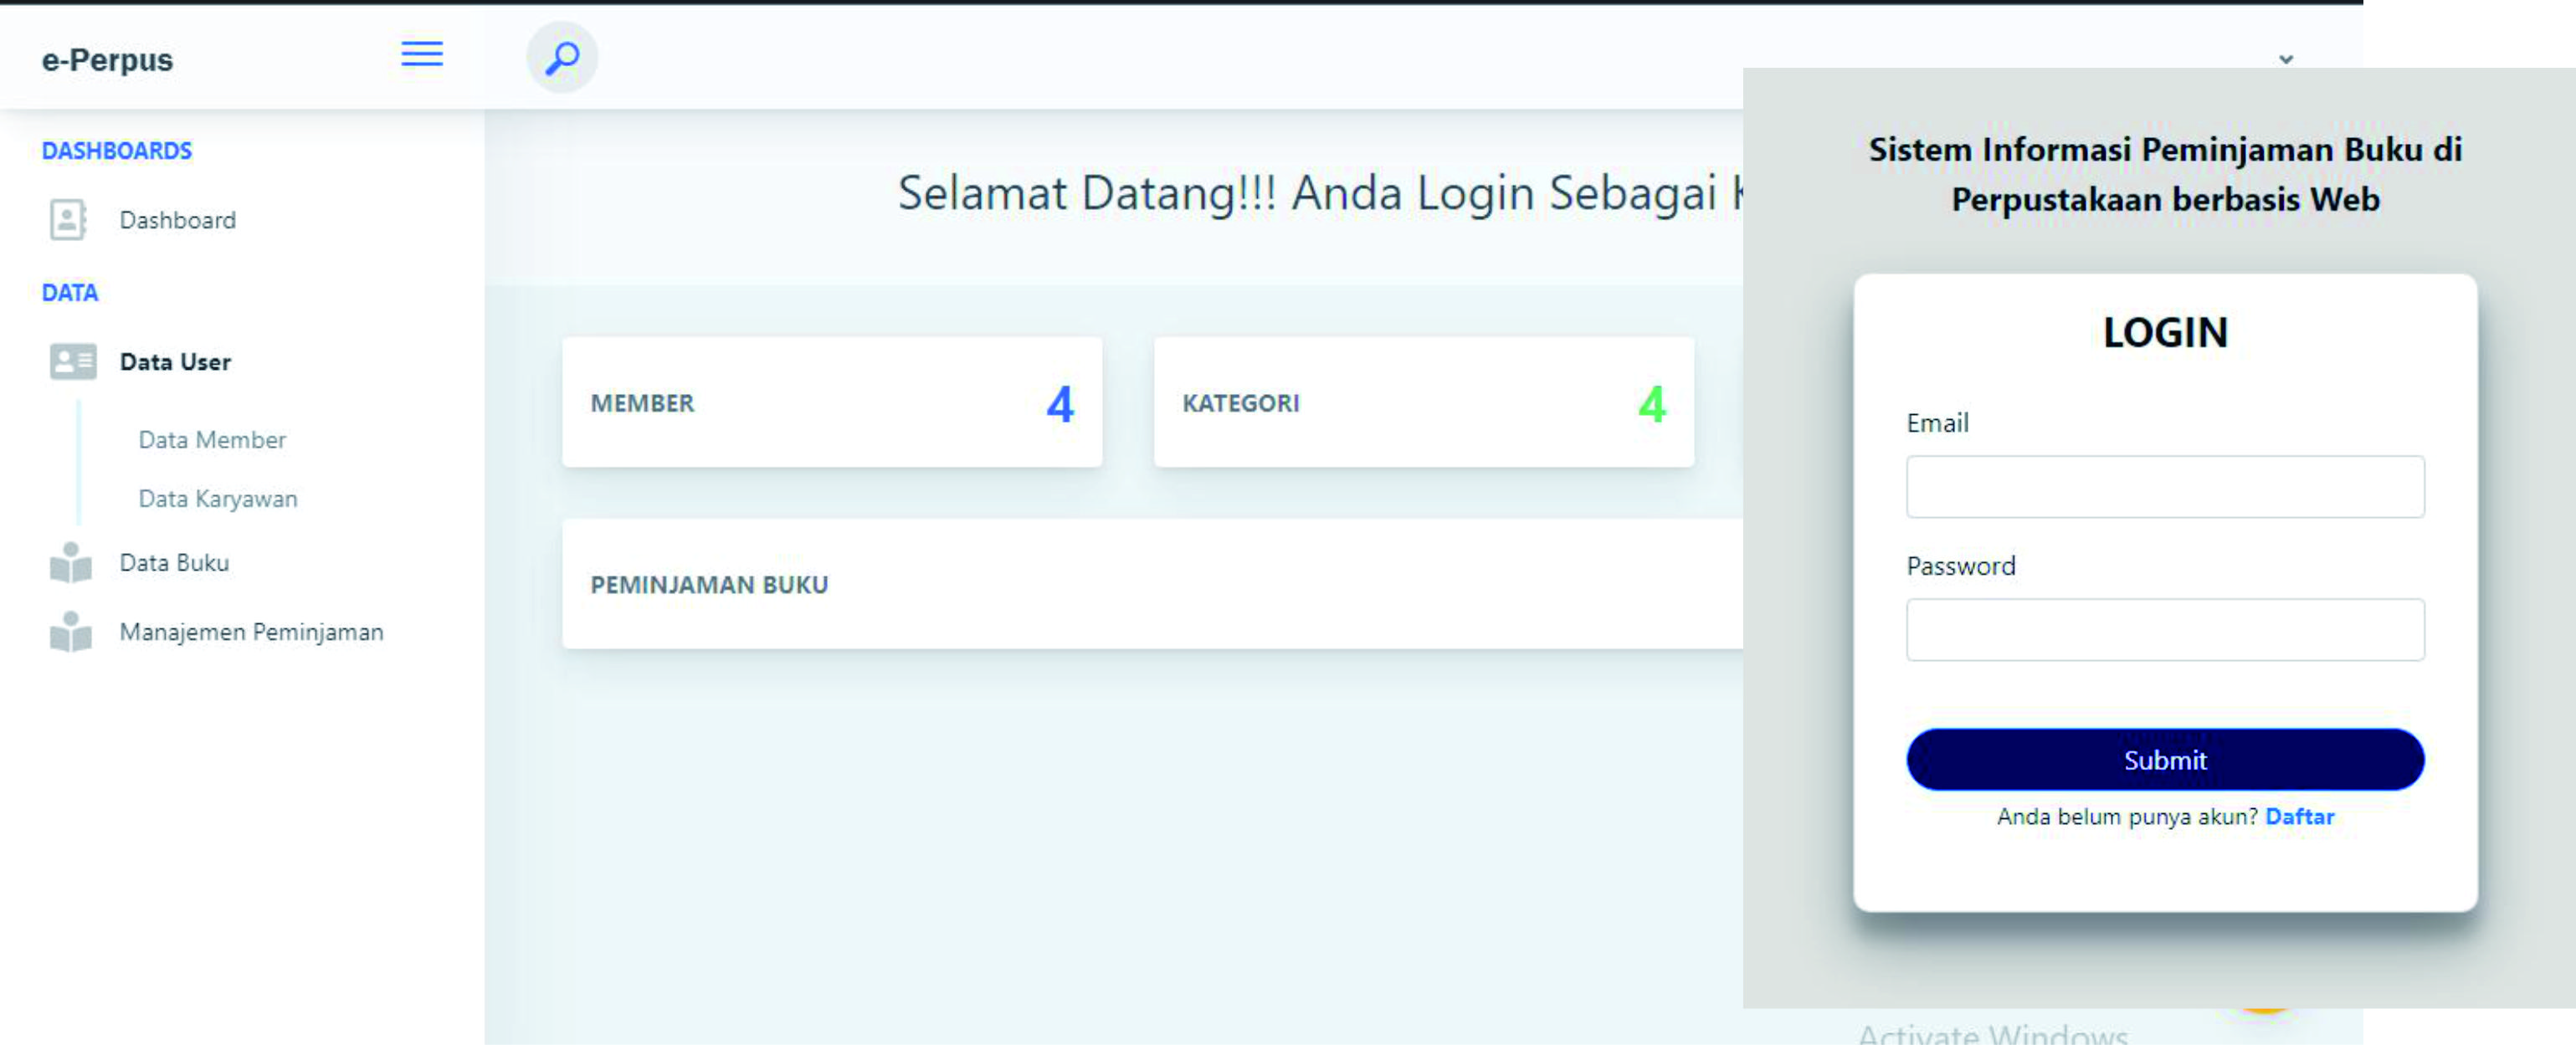 e-Perpus
DASHBOARDS
Dashboard
DATA
Data User
Data Member
Data Karyawan
Data Buku
Manajemen Peminjaman
Selamat Datang!!! Anda Login Sebagai
MEMBER 4
KATEGORI 4
PEMINJAMAN BUKU
Sistem Informasi Peminjaman Buku di
Perpustakaan berbasis Web
LOGIN
Email
Password
Submit
Anda belum punya akun? Daftar
Activate Windows